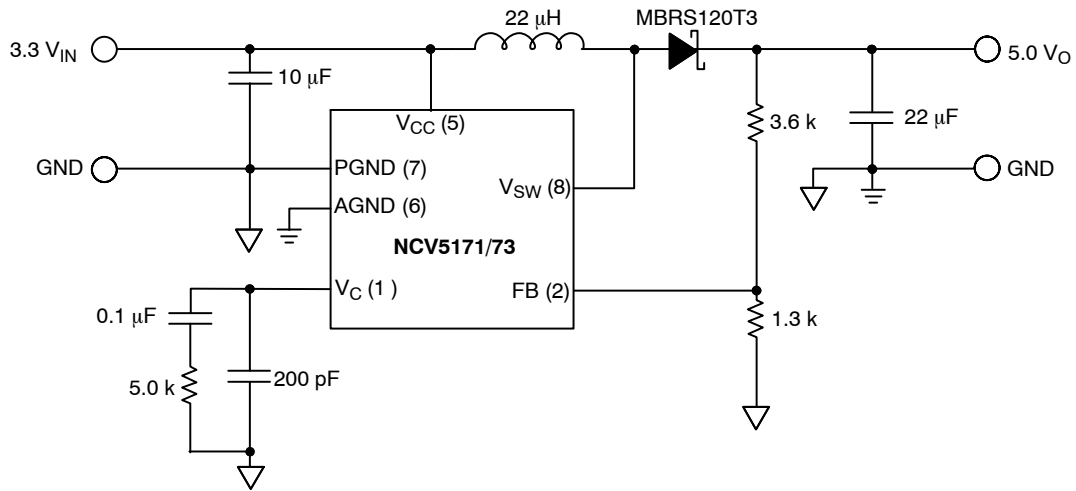 22 μH
MBRS120T3
3.3 V_IN
5.0 V_O
10 μF
V_CC (5)
3.6 k
22 μF
GND
PGND (7)
GND
V_SW (8)
AGND (6)
NCV5171/73
V_C (1 )
FB (2)
0.1 μF
1.3 k
5.0 k
200 pF